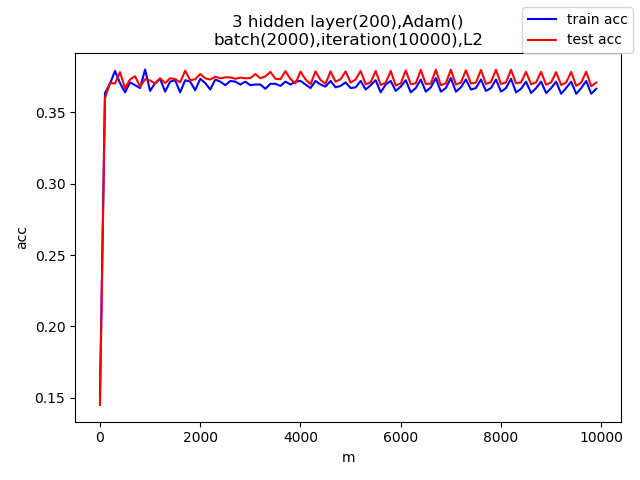 3 hidden layer(200),Adam()
batch(2000),iteration(10000),L2
train acc
test acc
0.35
0.30
0.25
0.20
0.15
acc
0
2000
4000
6000
8000
10000
m